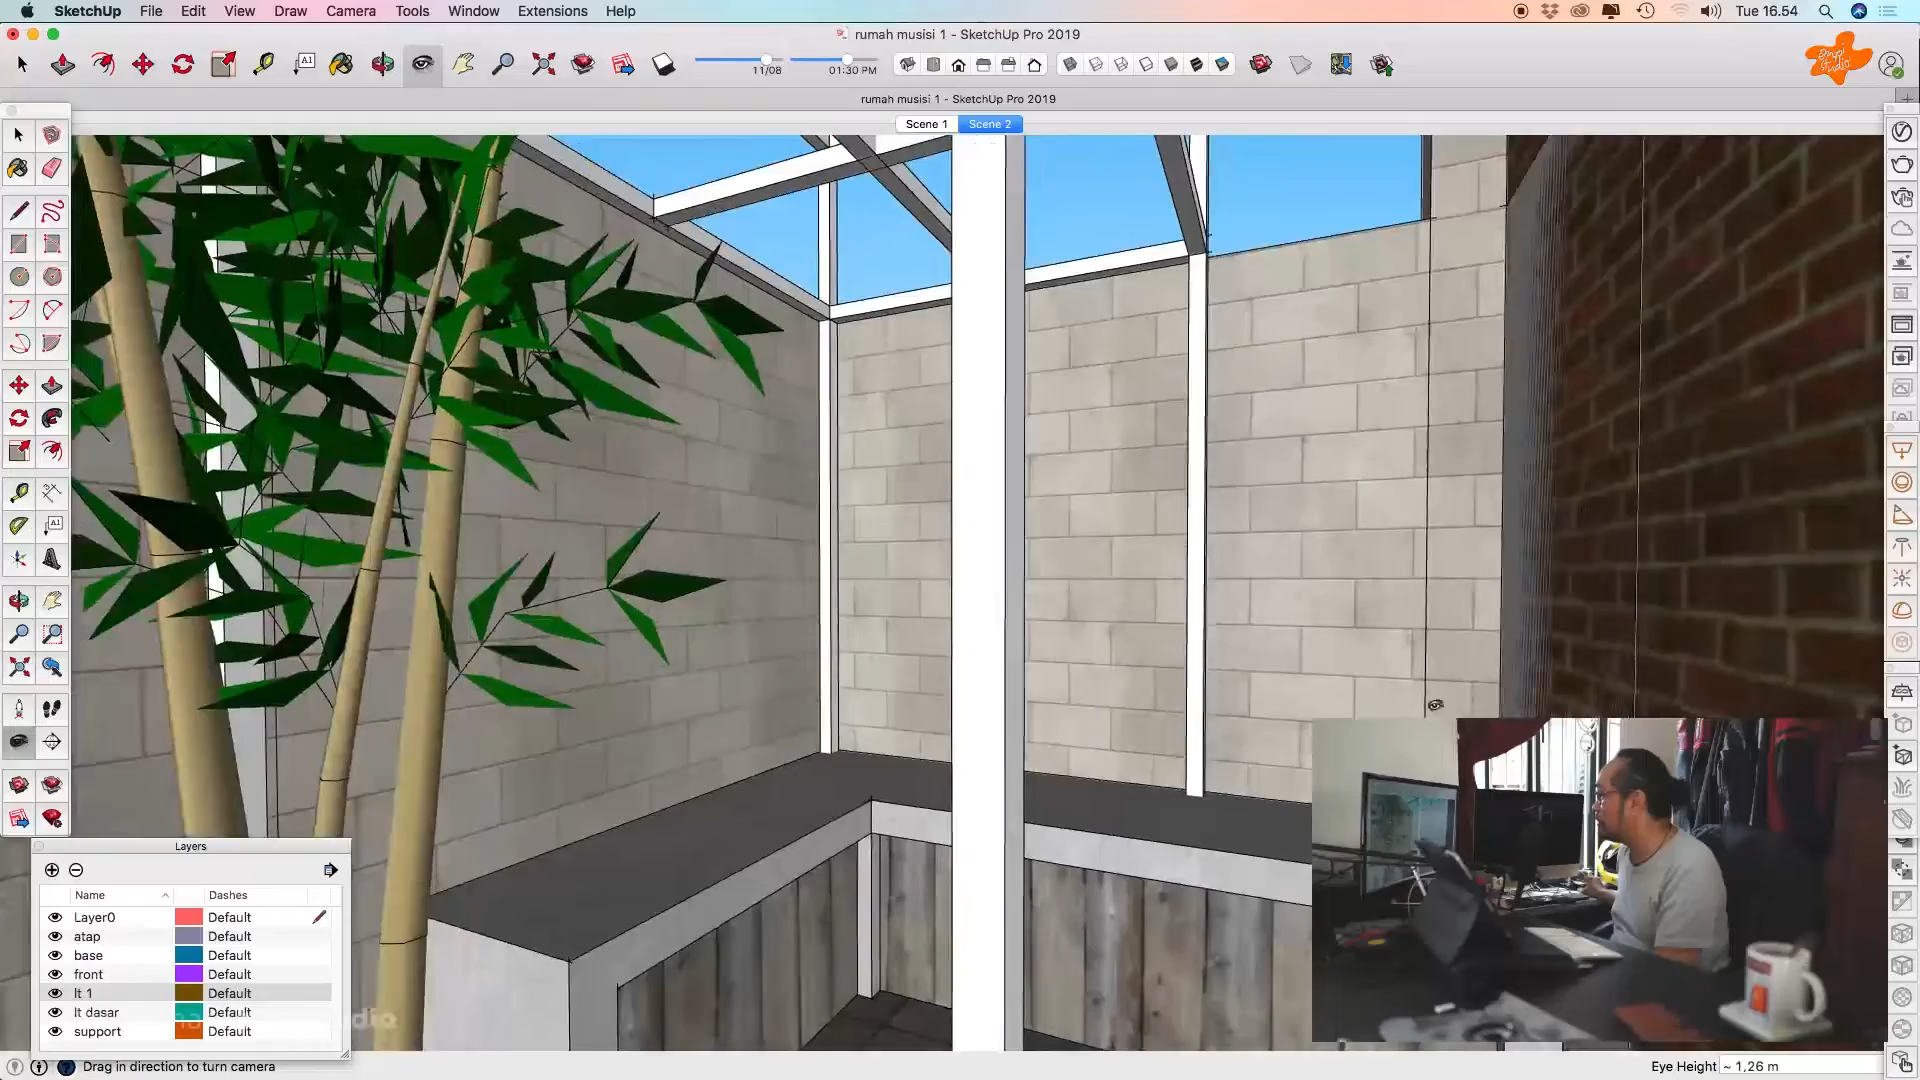 SketchUp File Edit View Draw Camera Tools Window Extensions Help
Tue 16.54
rumah musisi 1 - SketchUp Pro 2019
A1
11/08
01:30 PM
rumah musisi 1 - SketchUp Pro 2019
Scene 1
Scene 2
A1
Layers
Name
Dashes
Layer0
Default
atap
Default
base
Default
front
Default
lt 1
Default
lt dasar
Default
support
Default
Drag in direction to turn camera
Eye Height
~ 1,26 m